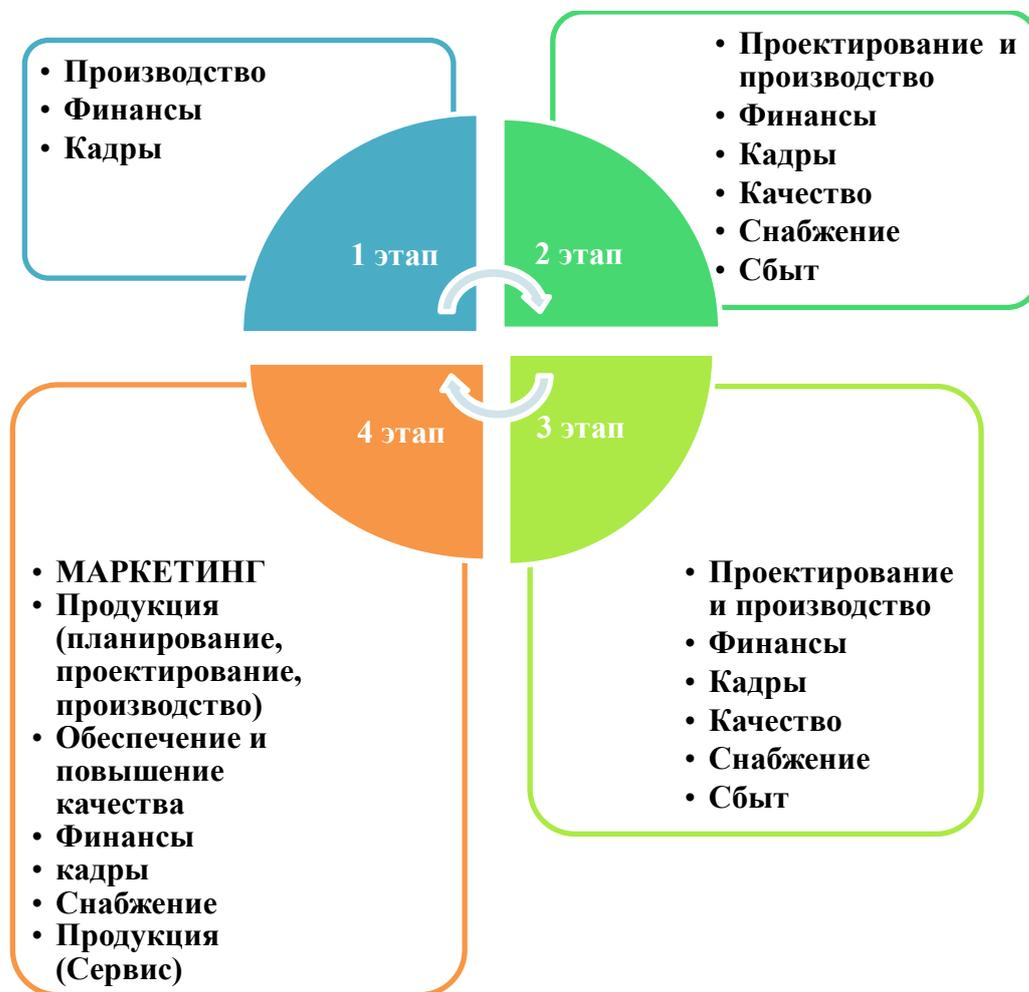 • Производство
• Финансы
• Кадры
1 этап
• Проектирование и
производство
• Финансы
• Кадры
• Качество
• Снабжение
• Сбыт
2 этап
3 этап
• Проектирование
и производство
• Финансы
• Кадры
• Качество
• Снабжение
• Сбыт
4 этап
• МАРКЕТИНГ
• Продукция
(планирование,
проектирование,
производство)
• Обеспечение и
повышение
качества
• Финансы
• кадры
• Снабжение
• Продукция
(Сервис)